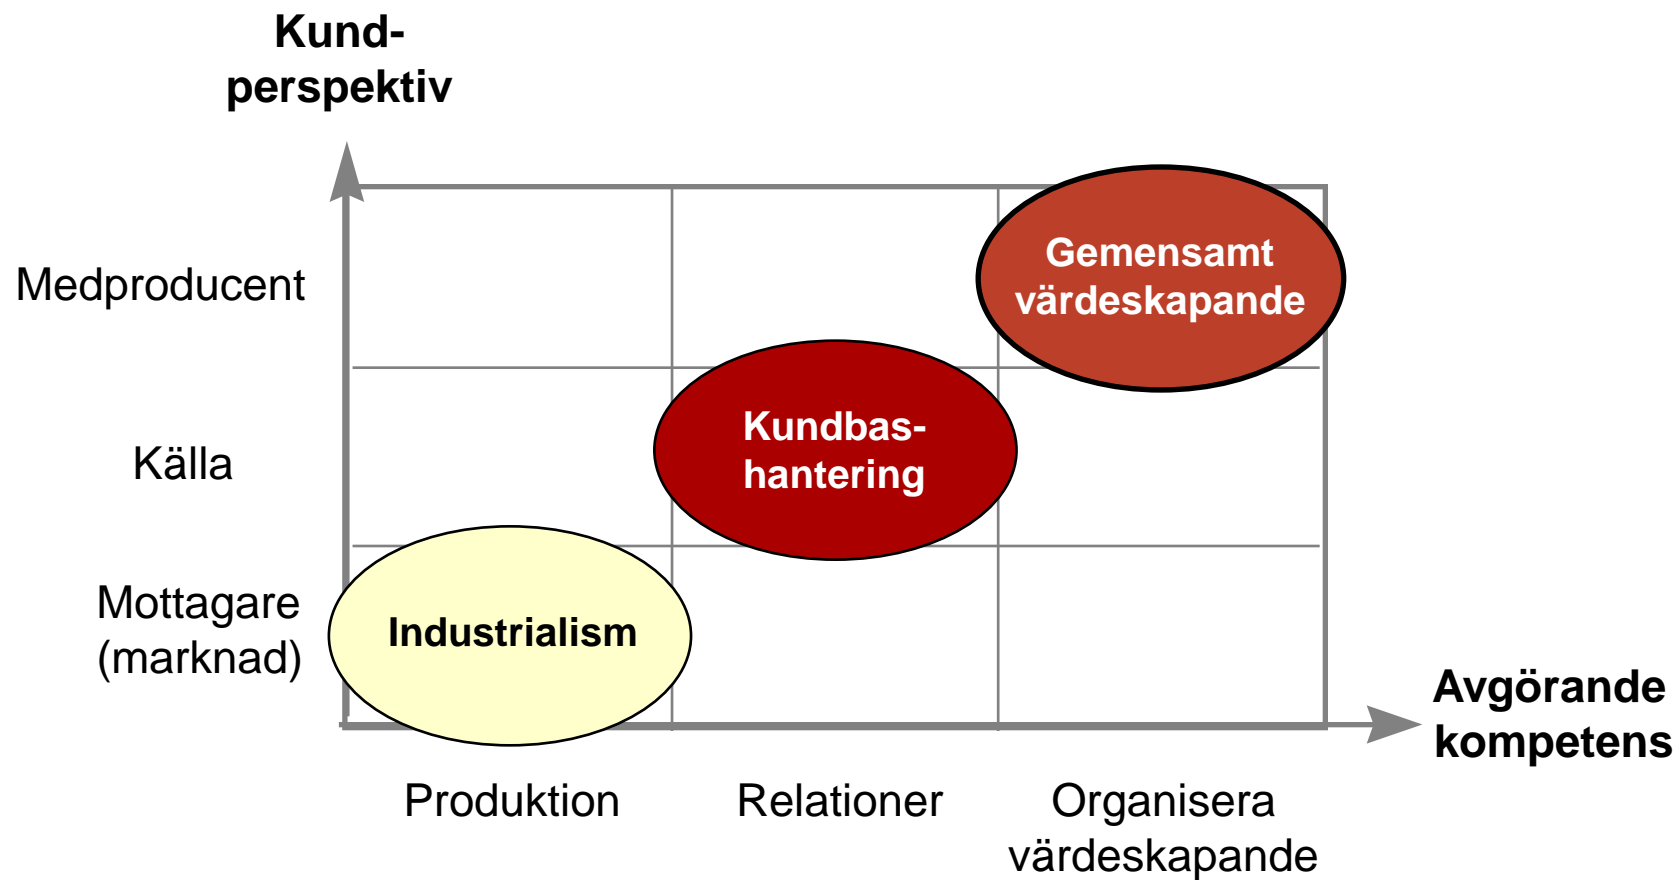 Kund-
perspektiv
Medproducent
Gemensamt
värdeskapande
Källa
Kundbas-
hantering
Mottagare
(marknad)
Industrialism
Avgörande
kompetens
Produktion
Relationer
Organisera
värdeskapande